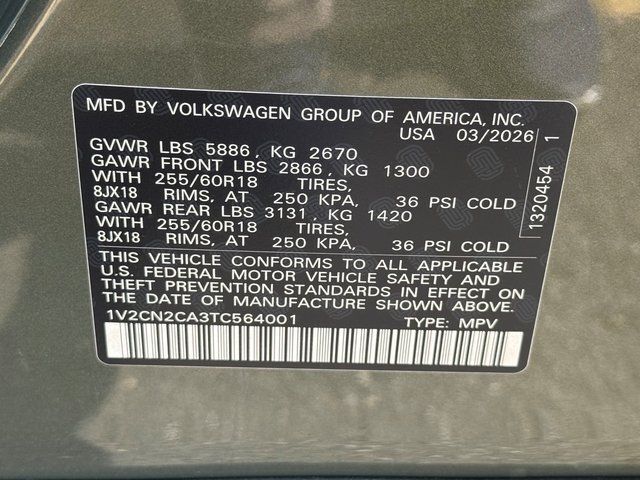 MFD BY VOLKSWAGEN GROUP OF AMERICA, INC.
USA 03/2026
GVWR LBS 5886, KG 2670
GAWR FRONT LBS 2866, KG 1300
WITH 255/60R18 TIRES,
8JX18 RIMS, AT 250 KPA, 36 PSI COLD
GAWR REAR LBS 3131, KG 1420
WITH 255/60R18 TIRES,
8JX18 RIMS, AT 250 KPA, 36 PSI COLD
THIS VEHICLE CONFORMS TO ALL APPLICABLE
U.S. FEDERAL MOTOR VEHICLE SAFETY AND
THEFT PREVENTION STANDARDS IN EFFECT ON
THE DATE OF MANUFACTURE SHOWN ABOVE.
1V2CN2CA3TC564001 TYPE: MPV
1320454 1